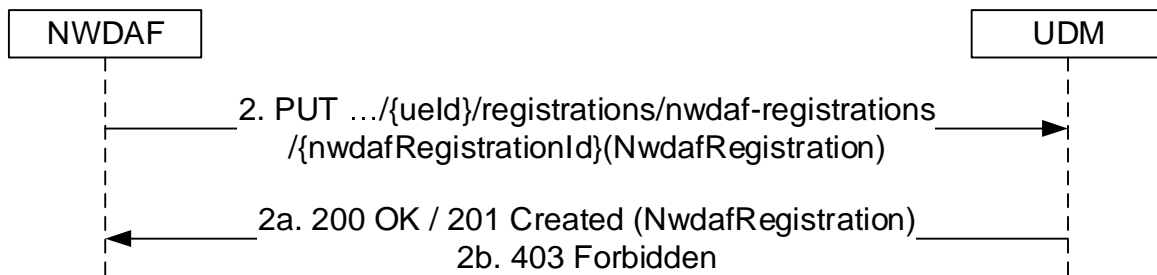 NWDAF
UDM
2. PUT …/{ueId}/registrations/nwdaf-registrations
/{nwdafRegistrationId}(NwdafRegistration)
2a. 200 OK / 201 Created (NwdafRegistration)
2b. 403 Forbidden